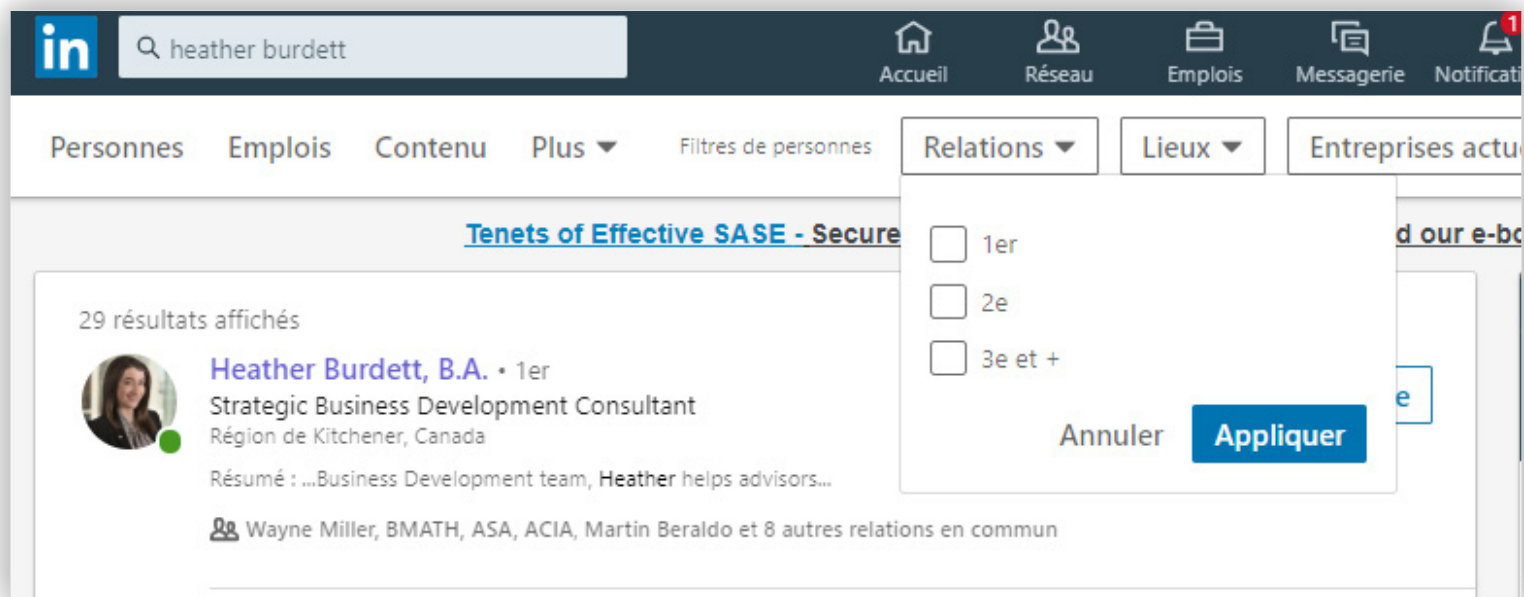 in
heather burdett
Accueil
Réseau
Emplois
Messagerie
Notificati
1
Personnes
Emplois
Contenu
Plus
Filtres de personnes
Relations
Lieux
Entreprises actu
Tenets of Effective SASE - Secure
d our e-bo
1er
2e
3e et +
Annuler
Appliquer
29 résultats affichés
Heather Burdett, B.A. • 1er
Strategic Business Development Consultant
Région de Kitchener, Canada
Résumé : ...Business Development team, Heather helps advisors...
Wayne Miller, BMATH, ASA, ACIA, Martin Beraldo et 8 autres relations en commun
e